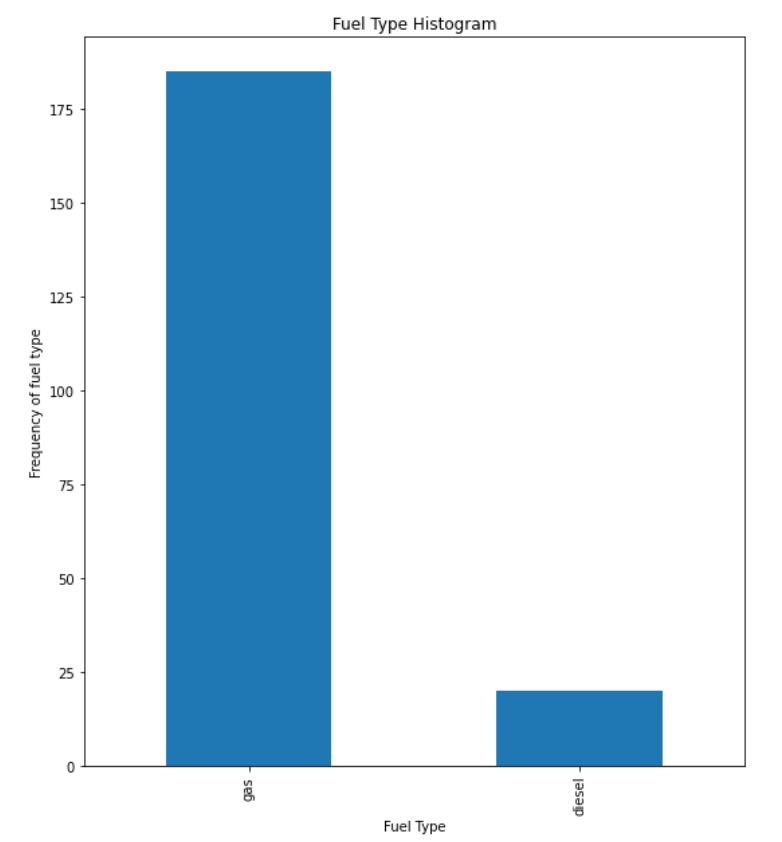 Fuel Type Histogram
Frequency of fuel type
175
150
125
100
75
50
25
0
gas
diesel
Fuel Type